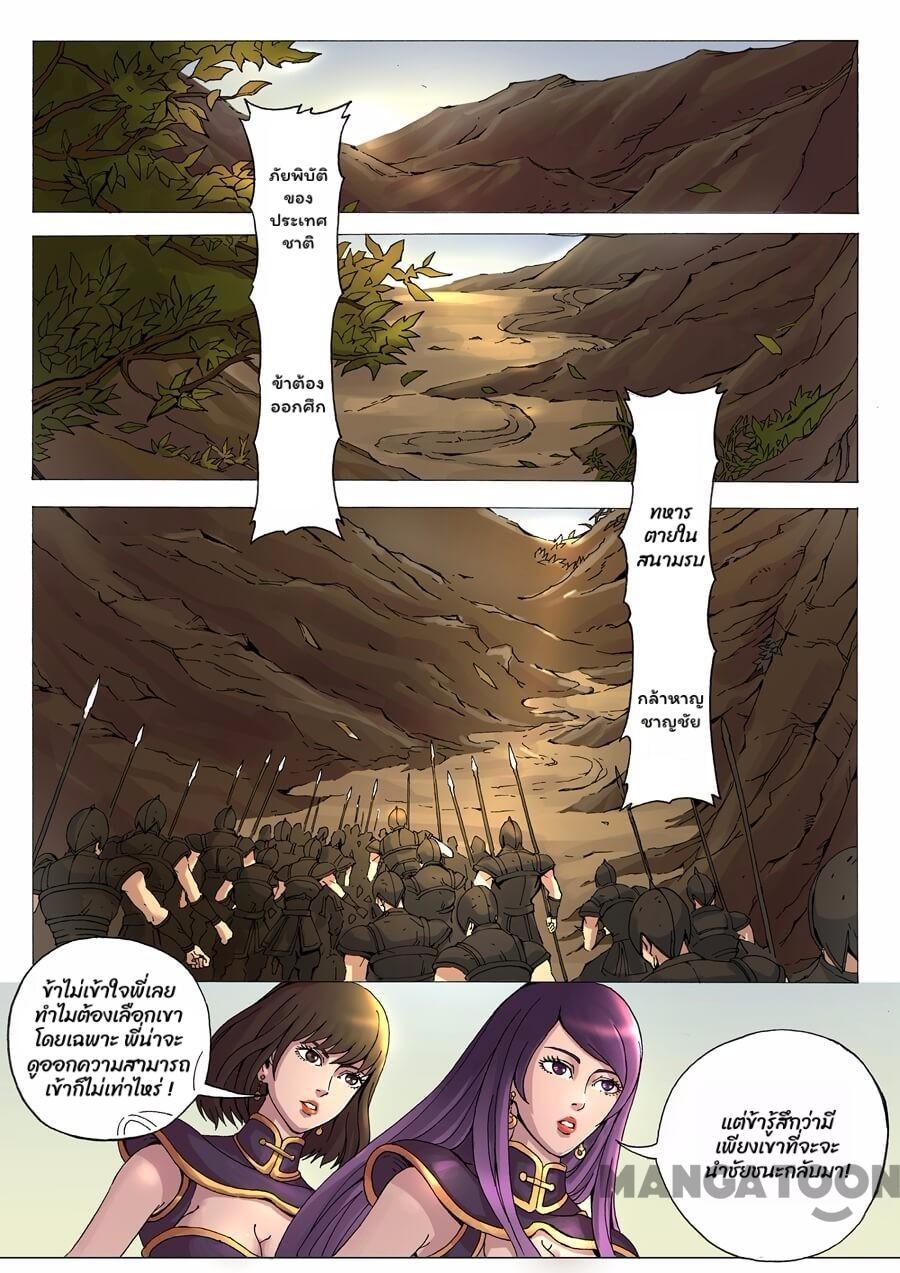 ภัยพิบัติ
ของ
ประเทศ
ชาติ
ข้าต้อง
ออกศึก
ทหาร
ตายใน
สนามรบ
กล้าหาญ
ชาญชัย
ข้าไม่เข้าใจพี่เลย
ทำไมต้องเลือกเขา
โดยเฉพาะ พี่น่าจะ
ดูออกความสามารถ
เข้าก็ไม่เท่าไหร่ !
แต่ข้ารู้สึกว่ามี
เพียงเขาที่จะจะ
นำชัยชนะกลับมา!
MANGATOON